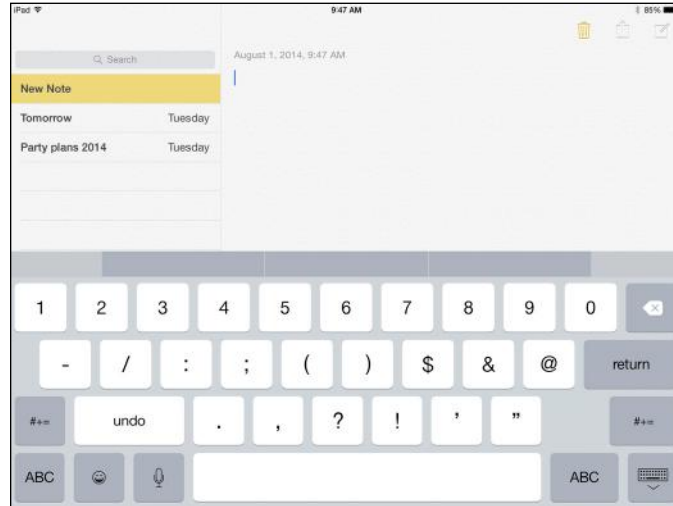 iPad 9:47 AM 85%
Search
August 1, 2014, 9:47 AM
New Note
Tomorrow Tuesday
Party plans 2014 Tuesday
1 2 3 4 5 6 7 8 9 0
- / : ; ( ) $ & @ return
#+= undo . , ? ! ' " #+=
ABC ABC